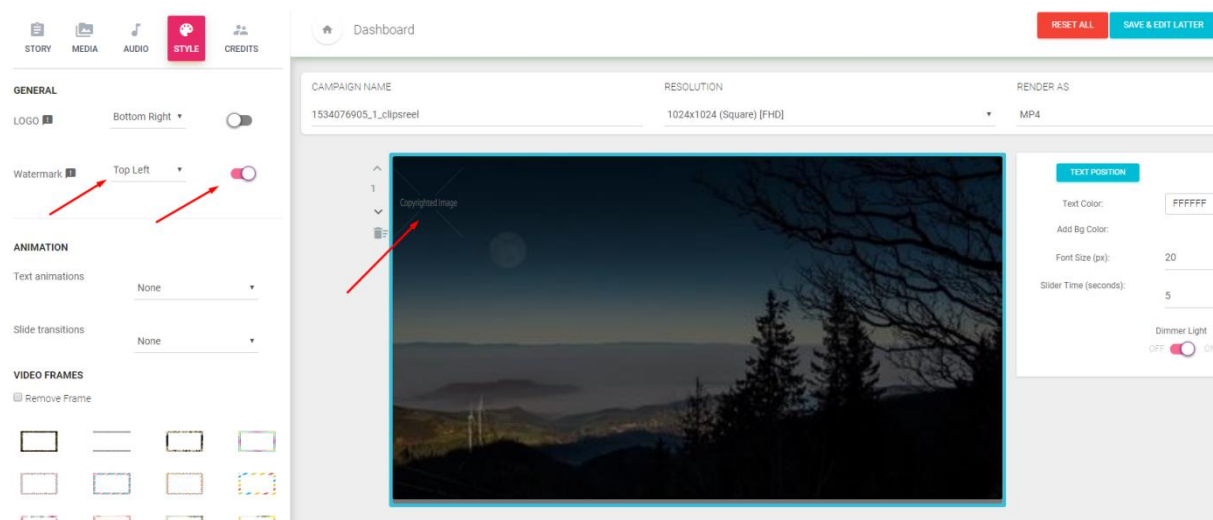 STORY MEDIA AUDIO STYLE CREDITS
Dashboard
RESET ALL
SAVE & EDIT LATTER
GENERAL
LOGO
Bottom Right
Watermark
Top Left
ANIMATION
Text animations
None
Slide transitions
None
VIDEO FRAMES
Remove Frame
CAMPAIGN NAME
1534076905_1_clipsreel
RESOLUTION
1024x1024 (Square) [FHD]
RENDER AS
MP4
1
Copyrighted image
TEXT POSITION
Text Color: FFFFFF
Add Bg Color:
Font Size (px): 20
Slider Time (seconds): 5
Dimmer Light
OFF